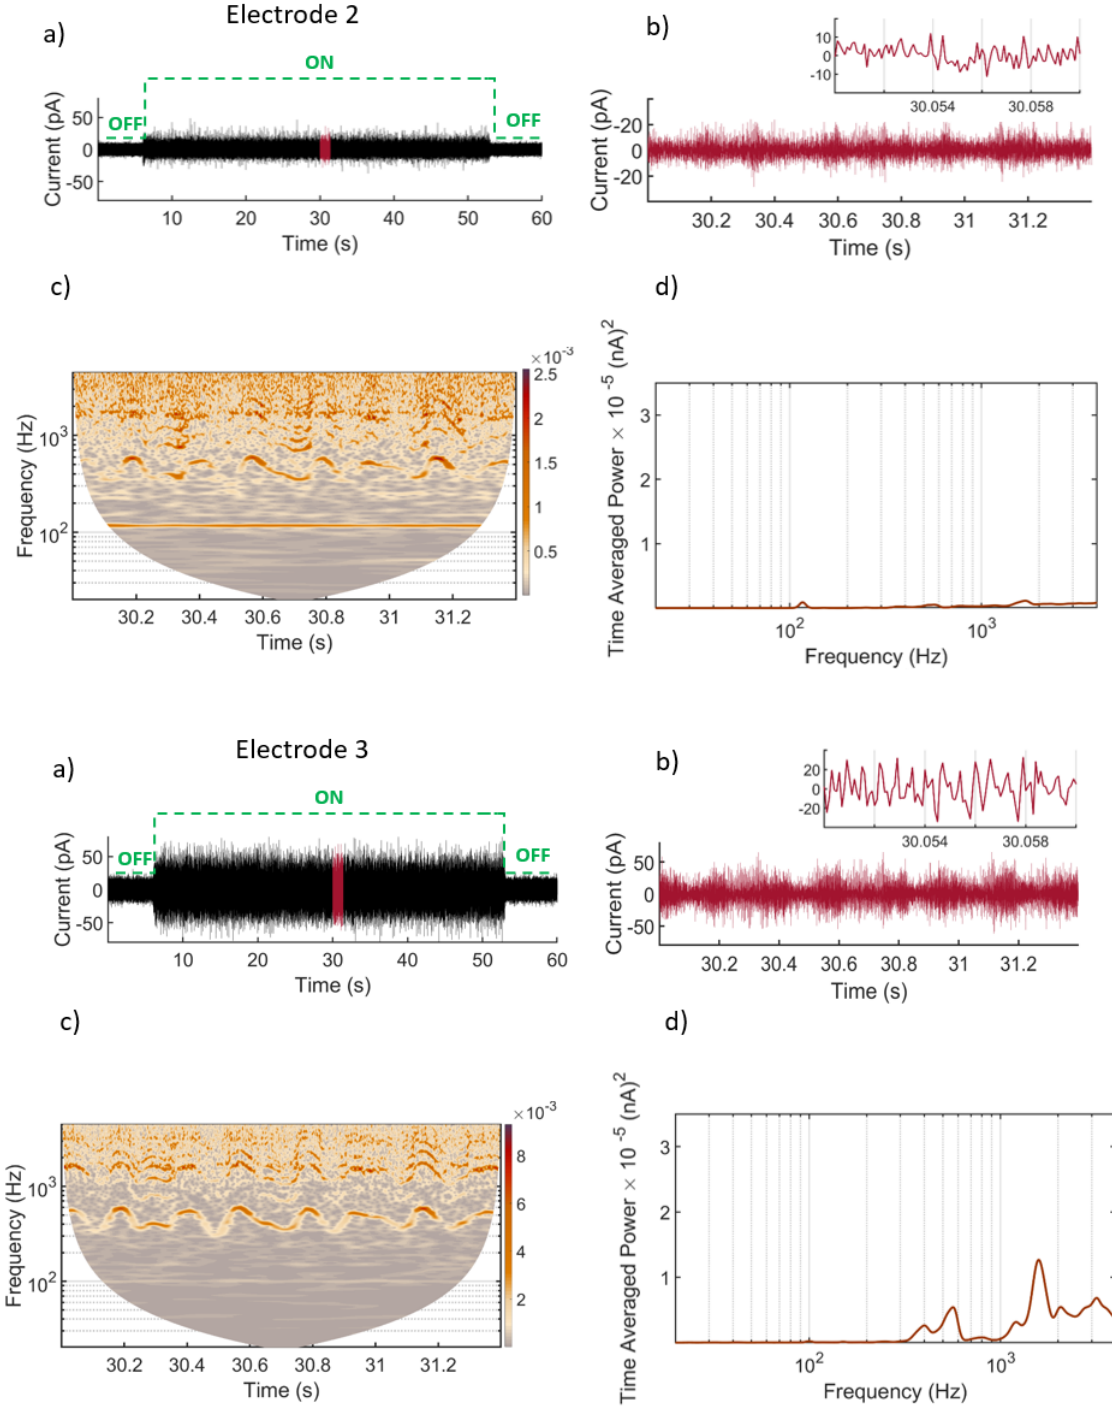 Electrode 2
a)
ON
OFF
OFF
Current (pA)
50
0
-50
10
20
30
40
50
60
Time (s)
b)
10
0
-10
30.054
30.058
Current (pA)
-20
0
-20
30.2
30.4
30.6
30.8
31
31.2
Time (s)
c)
×10-3
2.5
2
1.5
1
0.5
Frequency (Hz)
10³
10²
30.2
30.4
30.6
30.8
31
31.2
Time (s)
d)
Time Averaged Power × 10 -5 (nA)2
3
2
1
10²
10³
Frequency (Hz)
Electrode 3
a)
ON
OFF
OFF
Current (pA)
50
0
-50
10
20
30
40
50
60
Time (s)
b)
20
0
-20
30.054
30.058
Current (pA)
50
0
-50
30.2
30.4
30.6
30.8
31
31.2
Time (s)
c)
×10-3
8
6
4
2
Frequency (Hz)
10³
10²
30.2
30.4
30.6
30.8
31
31.2
Time (s)
d)
Time Averaged Power × 10 -5 (nA)2
3
2
1
10²
10³
Frequency (Hz)